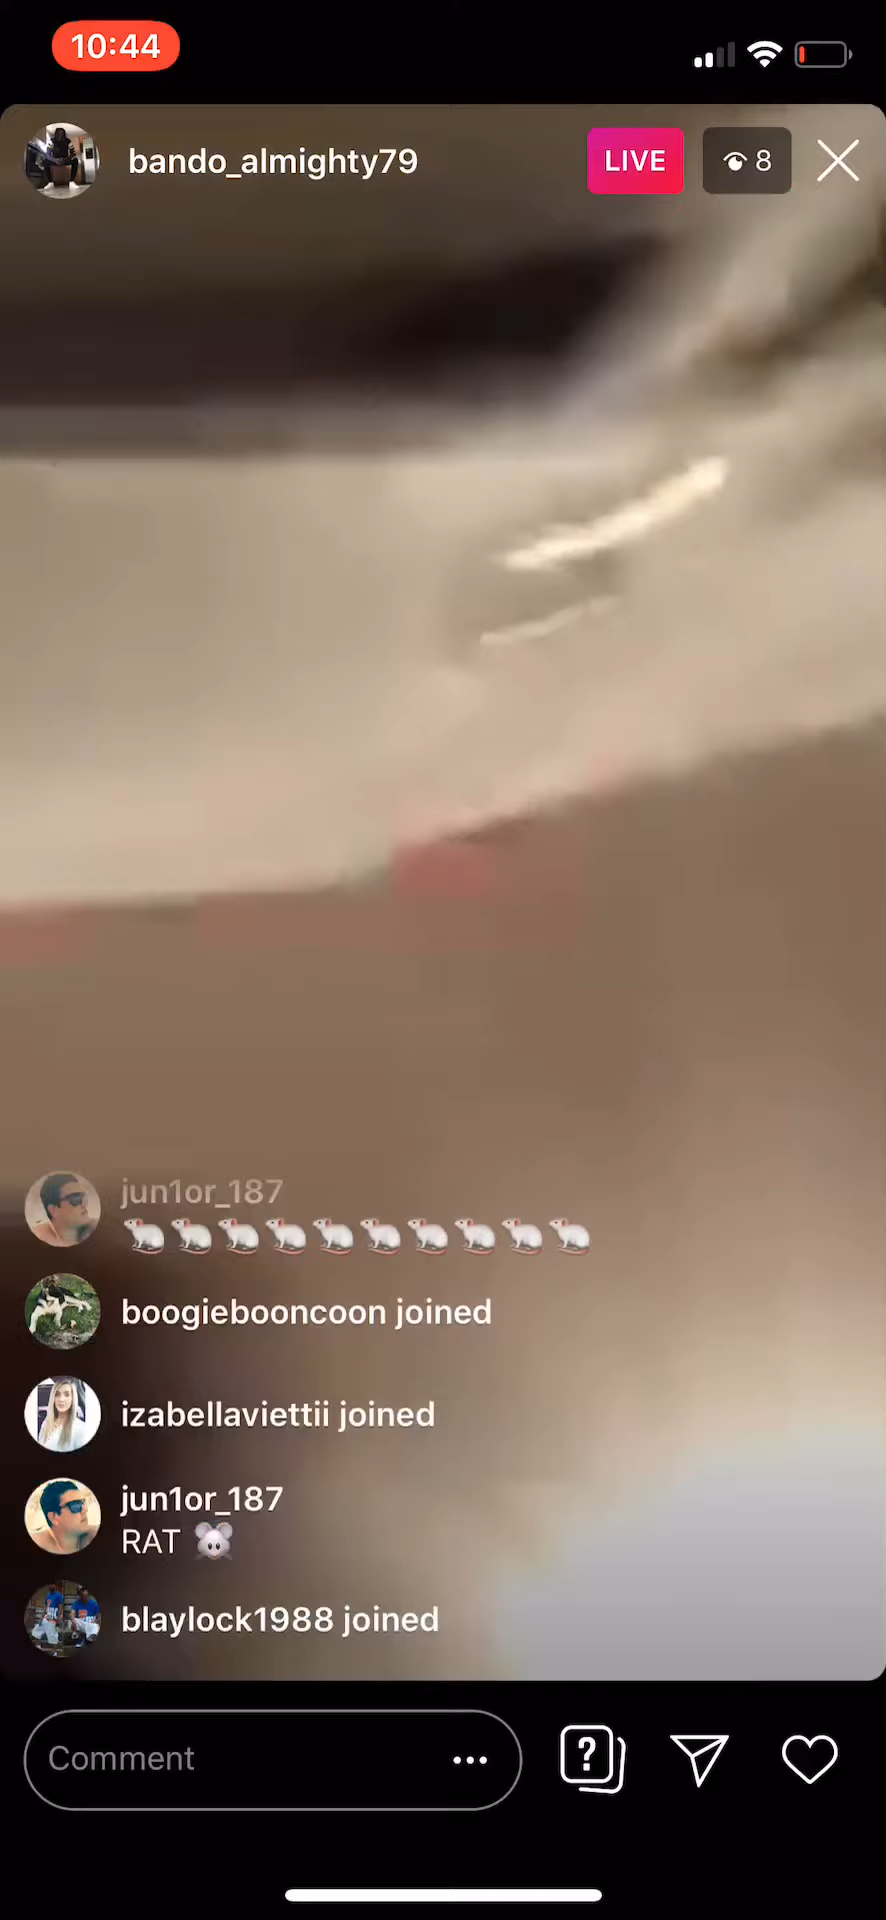 10:44
bando_almighty79
LIVE
8
jun1or_187
🐁🐁🐁🐁🐁🐁🐁🐁🐁🐁
boogiebooncoon joined
izabellaviettii joined
jun1or_187
RAT 🐭
blaylock1988 joined
Comment